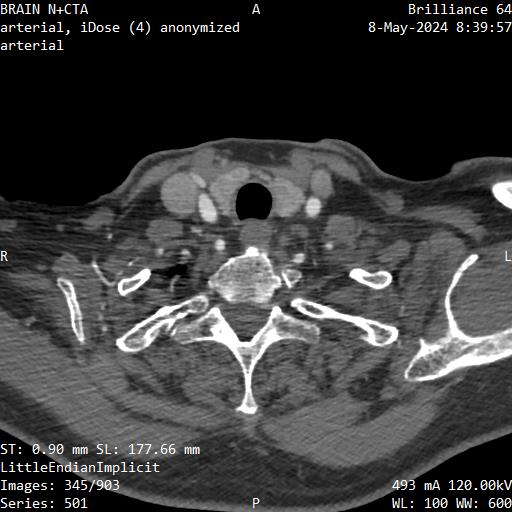 BRAIN N+CTA
A
Brilliance 64
arterial, iDose (4) anonymized
8-May-2024 8:39:57
arterial
R
L
ST: 0.90 mm SL: 177.66 mm
LittleEndianImplicit
Images: 345/903
493 mA 120.00kV
Series: 501
P
WL: 100 WW: 600